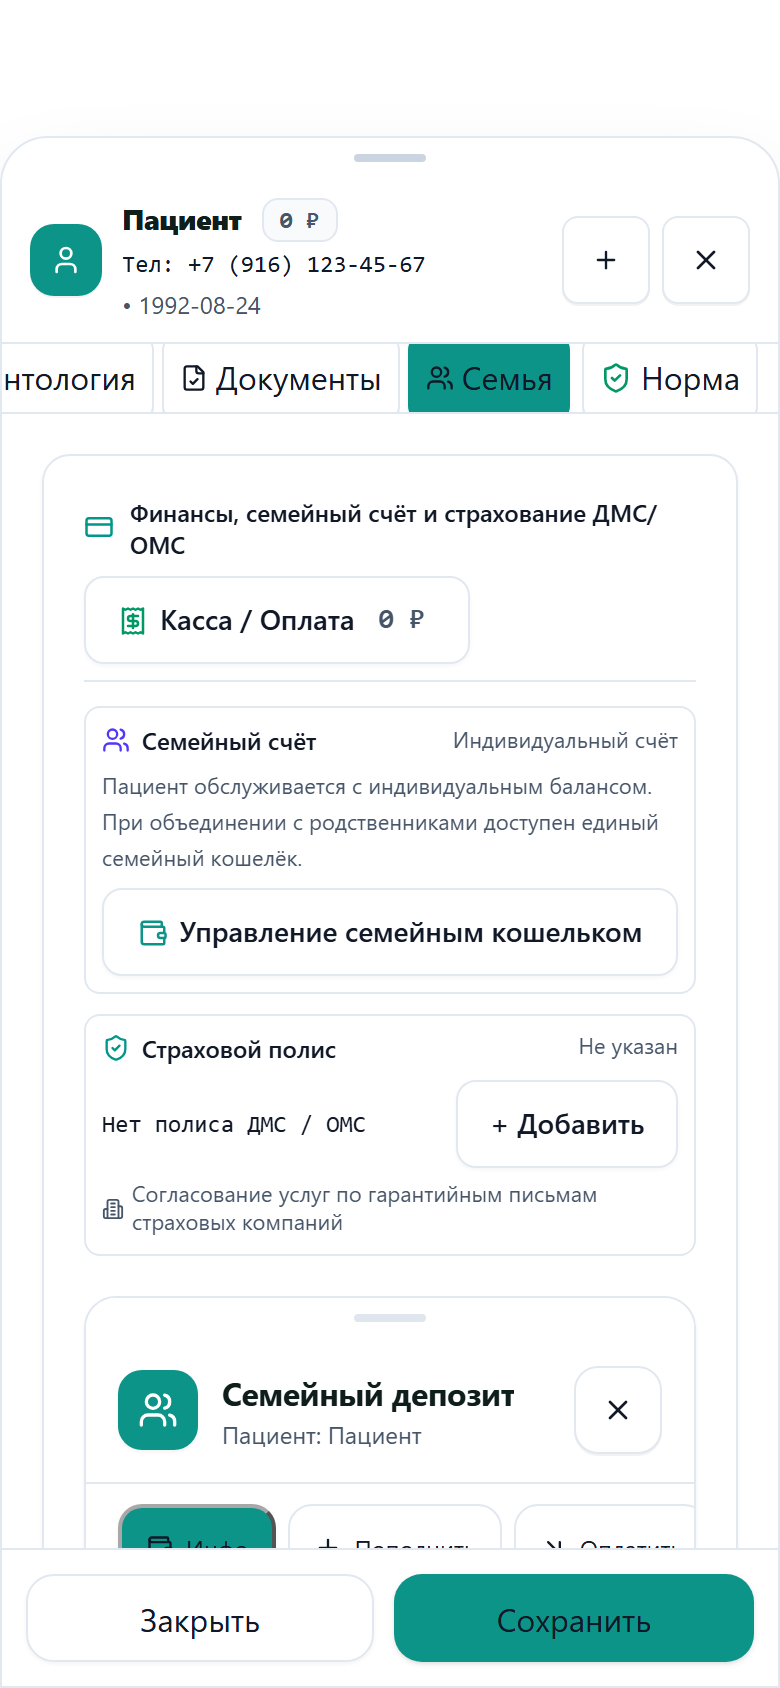 Пациент 0 ₽
Тел: +7 (916) 123-45-67
• 1992-08-24
нтология Документы Семья Норма
Финансы, семейный счёт и страхование ДМС/
ОМС
Касса / Оплата 0 ₽
Семейный счёт Индивидуальный счёт
Пациент обслуживается с индивидуальным балансом.
При объединении с родственниками доступен единый
семейный кошелёк.
Управление семейным кошельком
Страховой полис Не указан
Нет полиса ДМС / ОМС + Добавить
Согласование услуг по гарантийным письмам
страховых компаний
Семейный депозит
Пациент: Пациент
Инфо Пополнить Оплатить
Закрыть Сохранить